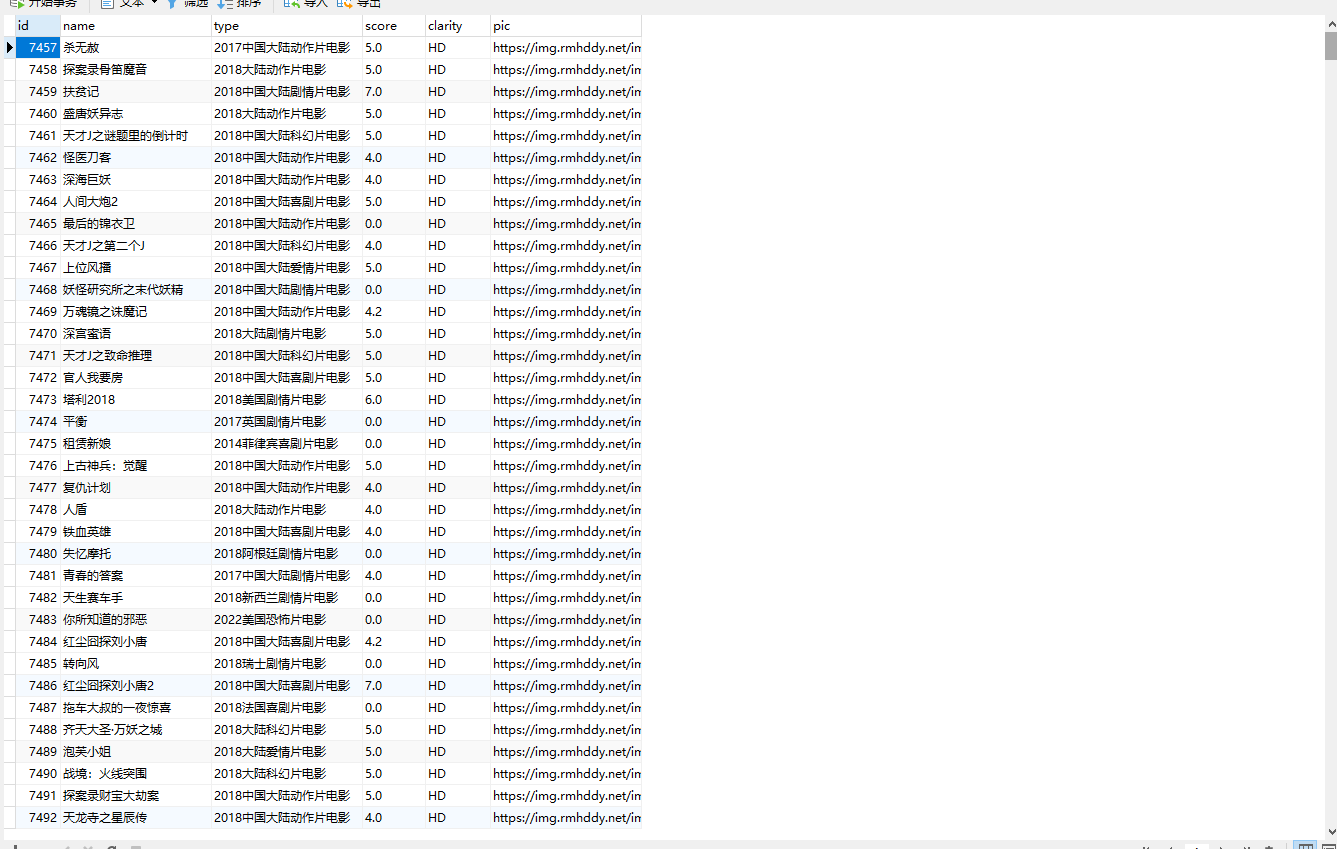 开始事务 文本 筛选 排序 导入 导出
id name type score clarity pic
7457 杀无赦 2017中国大陆动作片电影 5.0 HD https://img.rmhddy.net/im
7458 探案录骨笛魔音 2018大陆动作片电影 5.0 HD https://img.rmhddy.net/im
7459 扶贫记 2018中国大陆剧情片电影 7.0 HD https://img.rmhddy.net/im
7460 盛唐妖异志 2018大陆动作片电影 5.0 HD https://img.rmhddy.net/im
7461 天才J之谜题里的倒计时 2018中国大陆科幻片电影 5.0 HD https://img.rmhddy.net/im
7462 怪医刀客 2018中国大陆动作片电影 4.0 HD https://img.rmhddy.net/im
7463 深海巨妖 2018中国大陆动作片电影 4.0 HD https://img.rmhddy.net/im
7464 人间大炮2 2018中国大陆喜剧片电影 5.0 HD https://img.rmhddy.net/im
7465 最后的锦衣卫 2018中国大陆动作片电影 0.0 HD https://img.rmhddy.net/im
7466 天才J之第二个J 2018中国大陆科幻片电影 4.0 HD https://img.rmhddy.net/im
7467 上位风播 2018中国大陆爱情片电影 5.0 HD https://img.rmhddy.net/im
7468 妖怪研究所之末代妖精 2018中国大陆剧情片电影 0.0 HD https://img.rmhddy.net/im
7469 万魂镜之诛魔记 2018中国大陆动作片电影 4.2 HD https://img.rmhddy.net/im
7470 深宫蜜语 2018大陆剧情片电影 5.0 HD https://img.rmhddy.net/im
7471 天才J之致命推理 2018中国大陆科幻片电影 5.0 HD https://img.rmhddy.net/im
7472 官人我要房 2018中国大陆喜剧片电影 5.0 HD https://img.rmhddy.net/im
7473 塔利2018 2018美国剧情片电影 6.0 HD https://img.rmhddy.net/im
7474 平衡 2017英国剧情片电影 0.0 HD https://img.rmhddy.net/im
7475 租赁新娘 2014菲律宾喜剧片电影 0.0 HD https://img.rmhddy.net/im
7476 上古神兵：觉醒 2018中国大陆动作片电影 5.0 HD https://img.rmhddy.net/im
7477 复仇计划 2018中国大陆动作片电影 4.0 HD https://img.rmhddy.net/im
7478 人盾 2018大陆动作片电影 4.0 HD https://img.rmhddy.net/im
7479 铁血英雄 2018中国大陆喜剧片电影 4.0 HD https://img.rmhddy.net/im
7480 失忆摩托 2018阿根廷剧情片电影 0.0 HD https://img.rmhddy.net/im
7481 青春的答案 2017中国大陆剧情片电影 4.0 HD https://img.rmhddy.net/im
7482 天生赛车手 2018新西兰剧情片电影 0.0 HD https://img.rmhddy.net/im
7483 你所知道的邪恶 2022美国恐怖片电影 0.0 HD https://img.rmhddy.net/im
7484 红尘囧探刘小唐 2018中国大陆喜剧片电影 4.2 HD https://img.rmhddy.net/im
7485 转向风 2018瑞士剧情片电影 0.0 HD https://img.rmhddy.net/im
7486 红尘囧探刘小唐2 2018中国大陆喜剧片电影 7.0 HD https://img.rmhddy.net/im
7487 拖车大叔的一夜惊喜 2018法国喜剧片电影 0.0 HD https://img.rmhddy.net/im
7488 齐天大圣·万妖之城 2018大陆科幻片电影 5.0 HD https://img.rmhddy.net/im
7489 泡芙小姐 2018大陆爱情片电影 5.0 HD https://img.rmhddy.net/im
7490 战境：火线突围 2018大陆科幻片电影 5.0 HD https://img.rmhddy.net/im
7491 探案录财宝大劫案 2018中国大陆动作片电影 5.0 HD https://img.rmhddy.net/im
7492 天龙寺之星辰传 2018中国大陆动作片电影 4.0 HD https://img.rmhddy.net/im